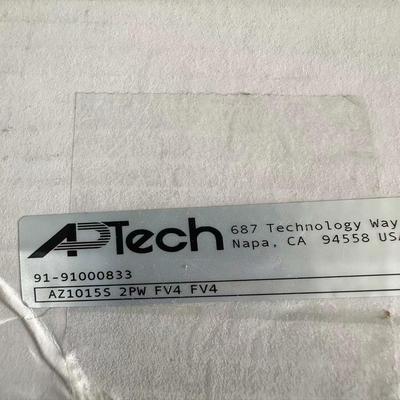 APTech
687 Technology Way
Napa, CA 94558 USA
91-91000833
AZ1015S 2PW FV4 FV4